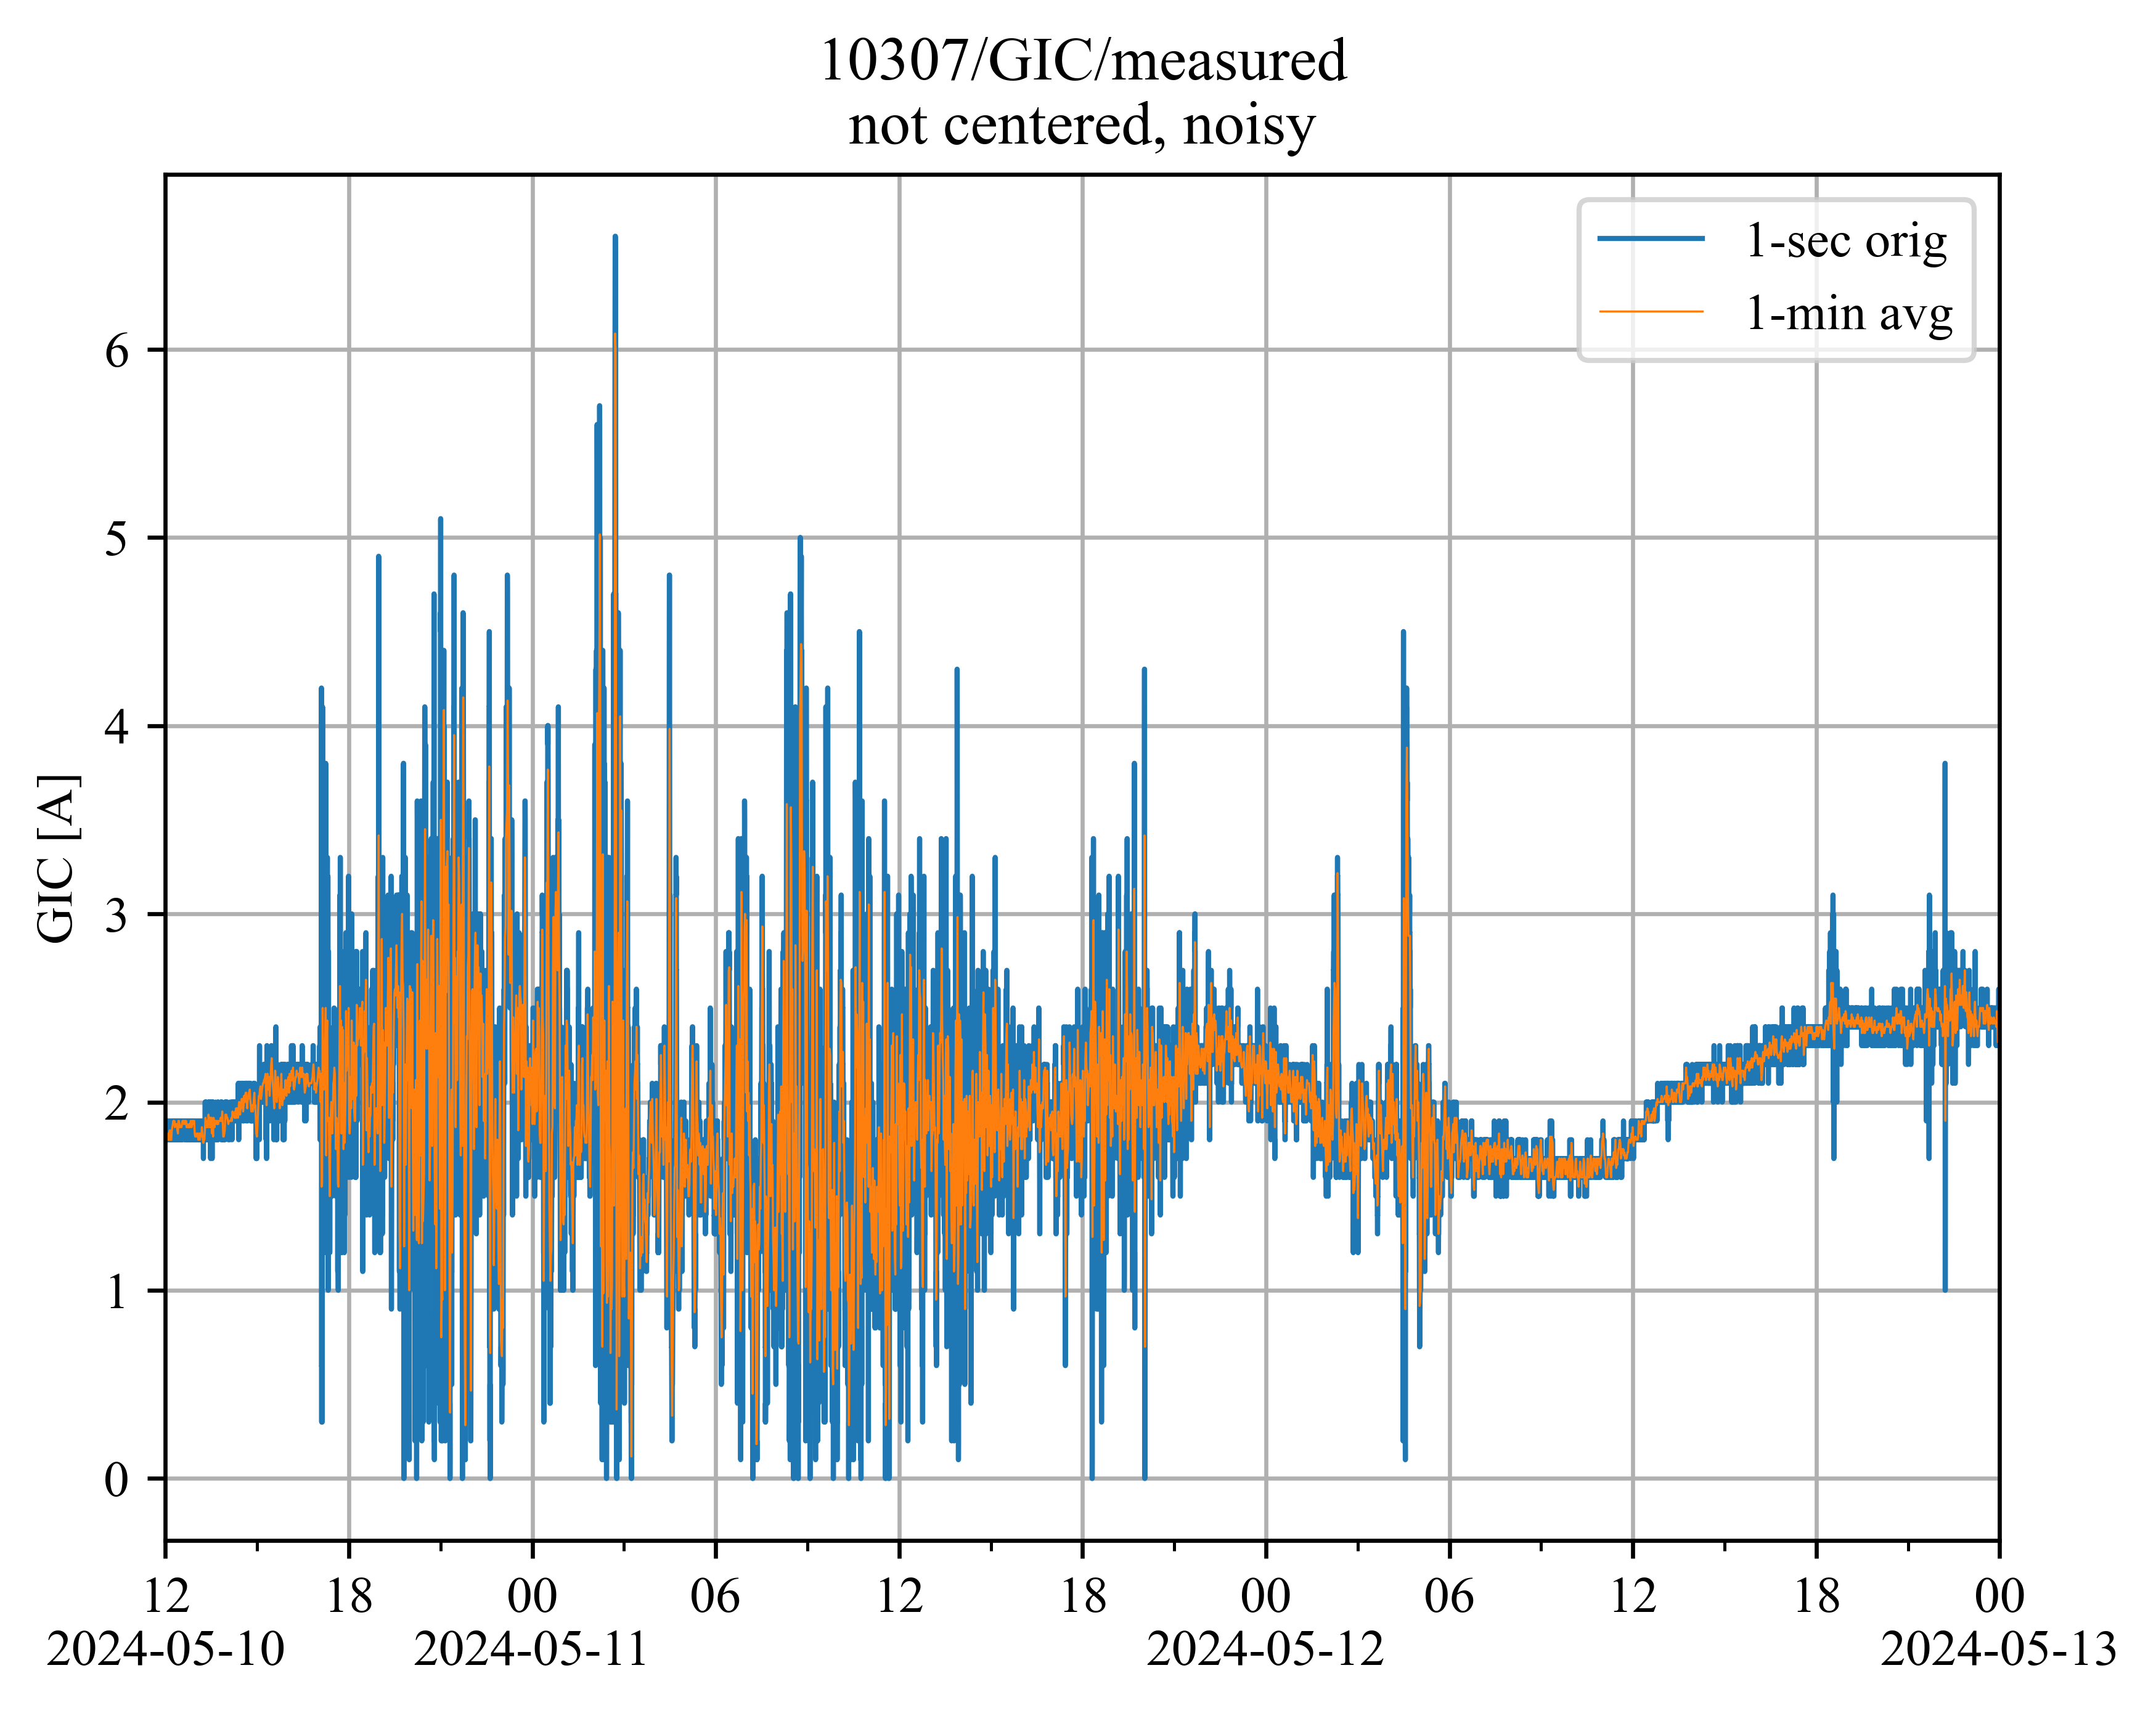 10307/GIC/measured
not centered, noisy
1-sec orig
1-min avg
GIC [A]
6
5
4
3
2
1
0
12 18 00 06 12 18 00 06 12 18 00
2024-05-10 2024-05-11 2024-05-12 2024-05-13